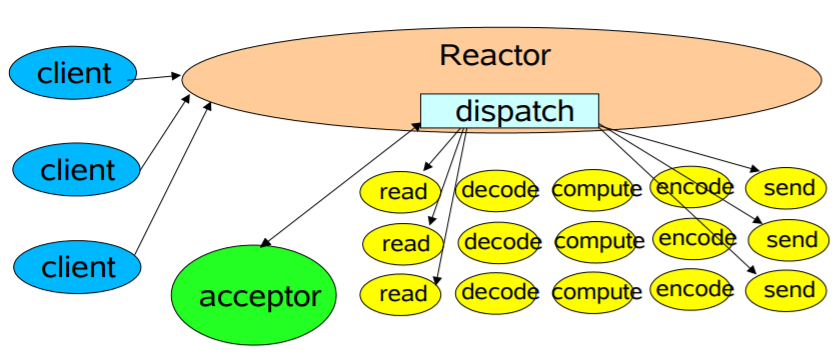 Reactor
dispatch
client
client
client
acceptor
read decode compute encode send
read decode compute encode send
read decode compute encode send